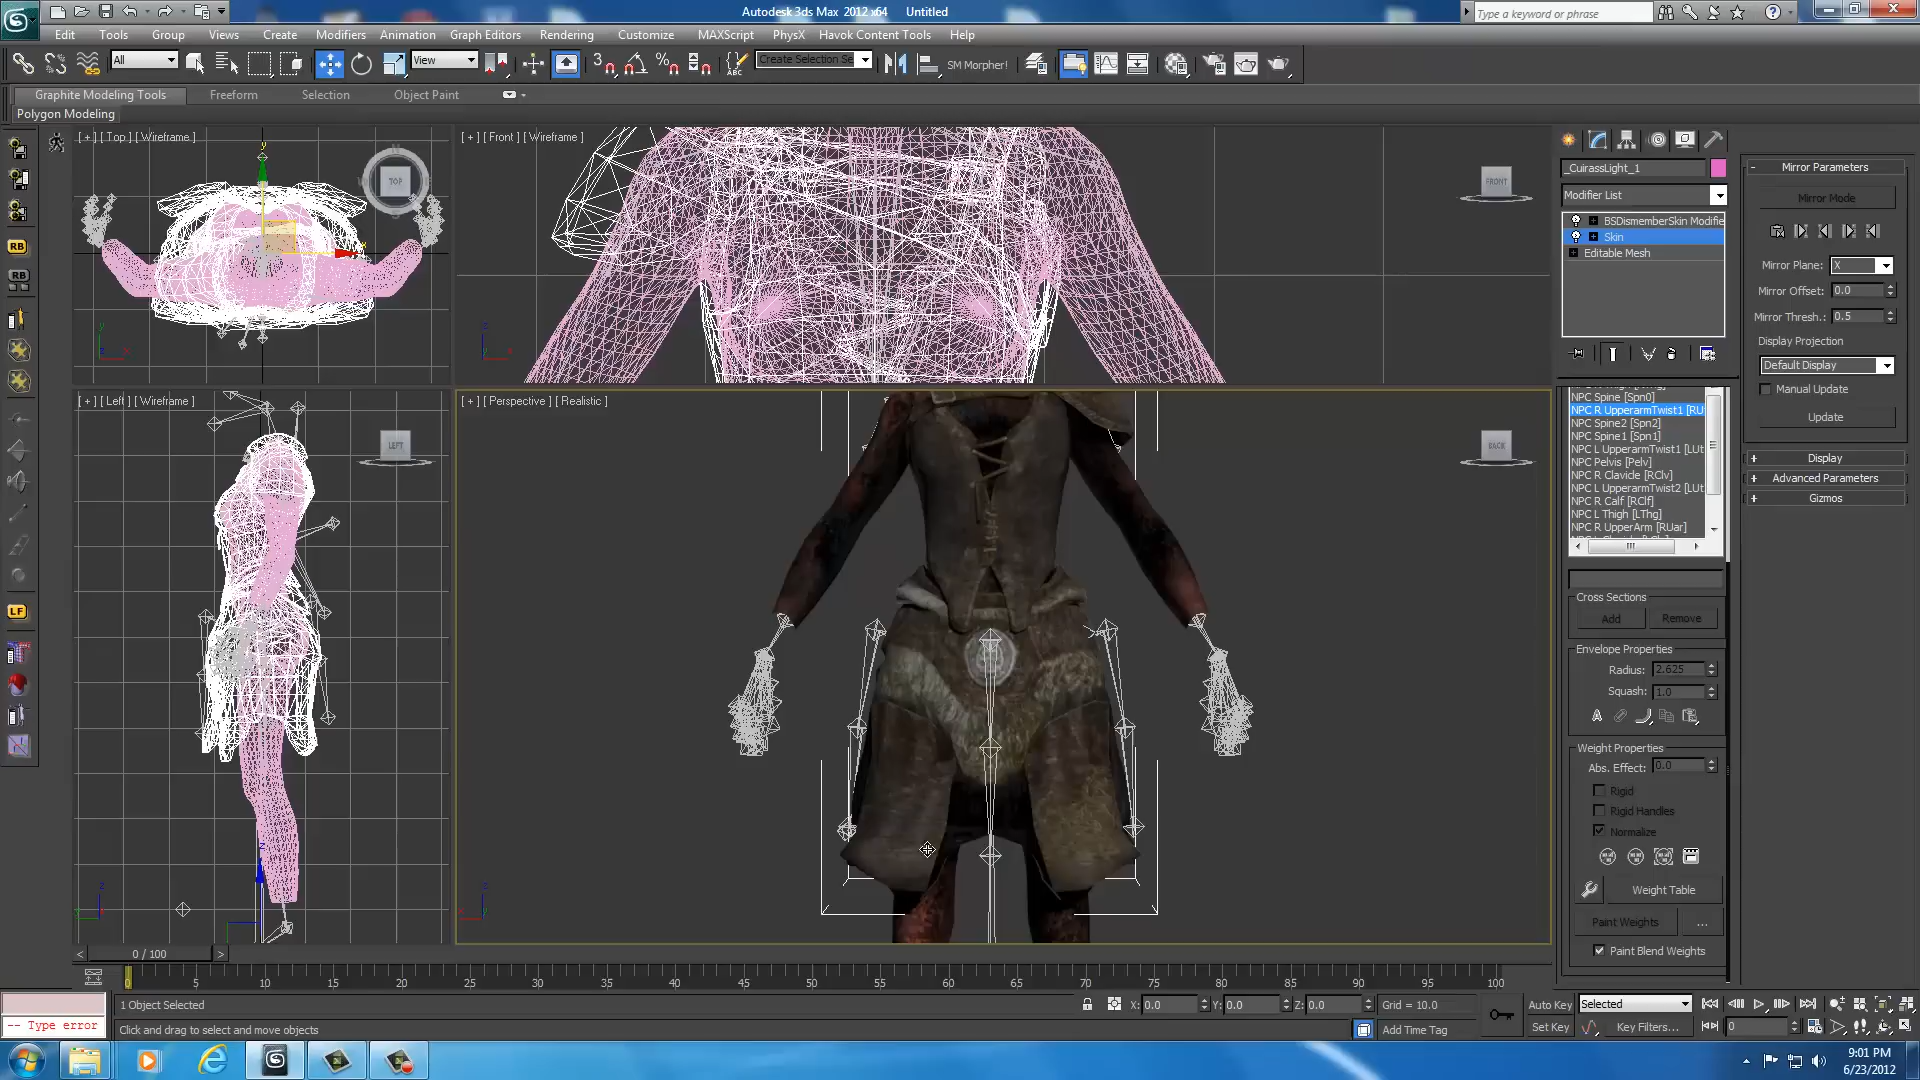 Autodesk 3ds Max  2012 x64    Untitled
Type a keyword or phrase
Edit Tools Group Views Create Modifiers Animation Graph Editors Rendering Customize MAXScript PhysX Havok Content Tools Help
All
View
3
Create Selection Se
SM Morpher!
Graphite Modeling Tools Freeform Selection Object Paint
Polygon Modeling
[ + ] [ Top ] [ Wireframe ]
TOP
[ + ] [ Front ] [ Wireframe ]
FRONT
[ + ] [ Left ] [ Wireframe ]
LEFT
[ + ] [ Perspective ] [ Realistic ]
BACK
RB
RB
LF
_CuirassLight_1
Modifier List
BSDismemberSkin Modifie
Skin
Editable Mesh
NPC Spine [Spn0]
NPC R UpperarmTwist1 [RU
NPC Spine2 [Spn2]
NPC Spine1 [Spn1]
NPC L UpperarmTwist1 [LUt
NPC Pelvis [Pelv]
NPC R Clavicle [RClv]
NPC L UpperarmTwist2 [LUt
NPC R Calf [RClf]
NPC L Thigh [LThg]
NPC R UpperArm [RUar]
Cross Sections
Add Remove
Envelope Properties
Radius: 2.625
Squash: 1.0
A
Weight Properties
Abs. Effect: 0.0
Rigid
Rigid Handles
Normalize
Weight Table
Paint Weights ...
Paint Blend Weights
Mirror Parameters
Mirror Mode
Mirror Plane: X
Mirror Offset: 0.0
Mirror Thresh.: 0.5
Display Projection
Default Display
Manual Update
Update
Display
Advanced Parameters
Gizmos
< 0 / 100 >
0 5 10 15 20 25 30 35 40 45 50 55 60 65 70 75 80 85 90 95 100
1 Object Selected
X: 0.0 Y: 0.0 Z: 0.0 Grid = 10.0
Auto Key Selected
-- Type error
Click and drag to select and move objects
Add Time Tag
Set Key Key Filters... 0
9:01 PM
6/23/2012